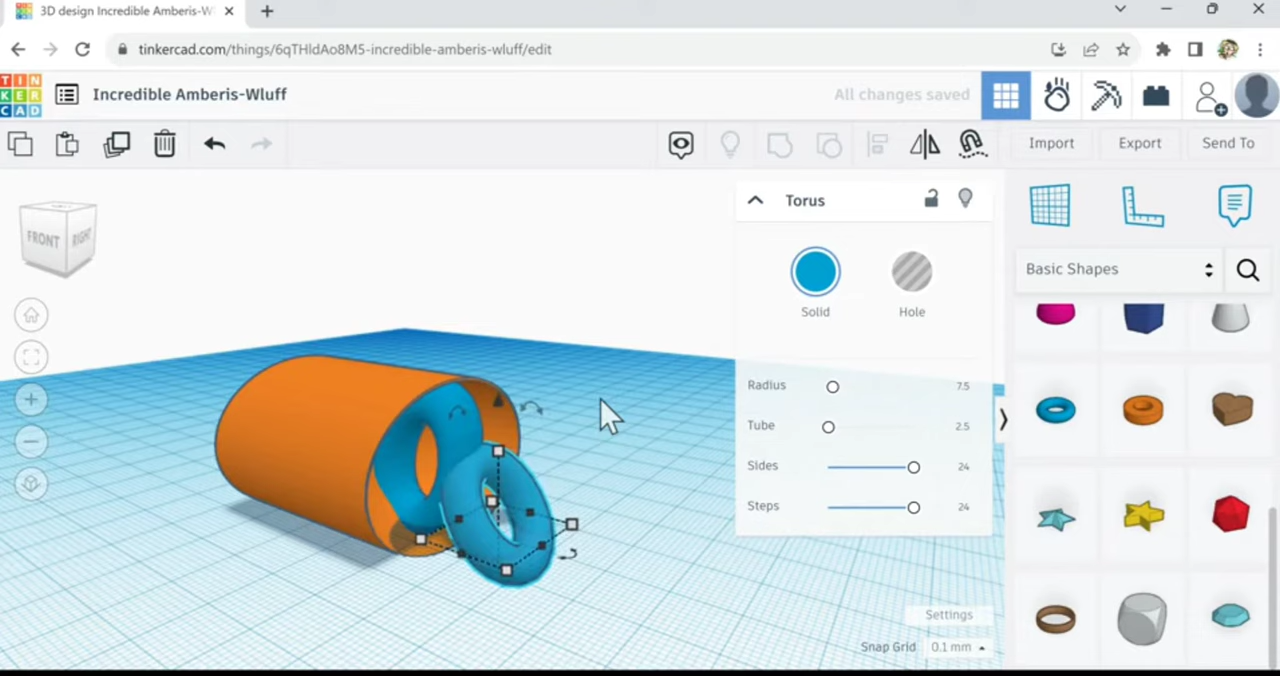 3D design Incredible Amberis-W
tinkercad.com/things/6qTHIdAo8M5-incredible-amberis-wluff/edit
TIN
KER
CAD
Incredible Amberis-Wluff
All changes saved
Import
Export
Send To
Torus
FRONT
RIGHT
Solid
Hole
Basic Shapes
Radius
7.5
Tube
2.5
Sides
24
Steps
24
Settings
Snap Grid
0.1 mm